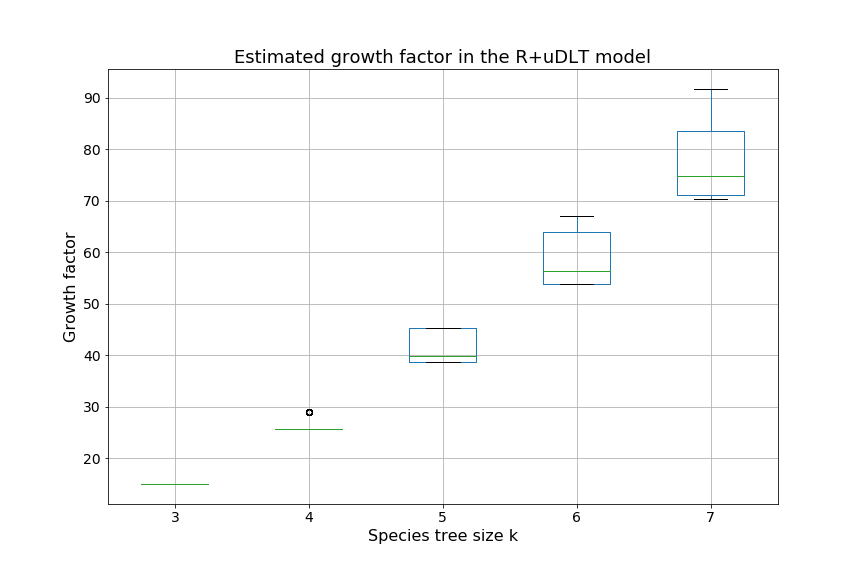 Estimated growth factor in the R+uDLT model
Growth factor
90
80
70
60
50
40
30
20
3 4 5 6 7
Species tree size k